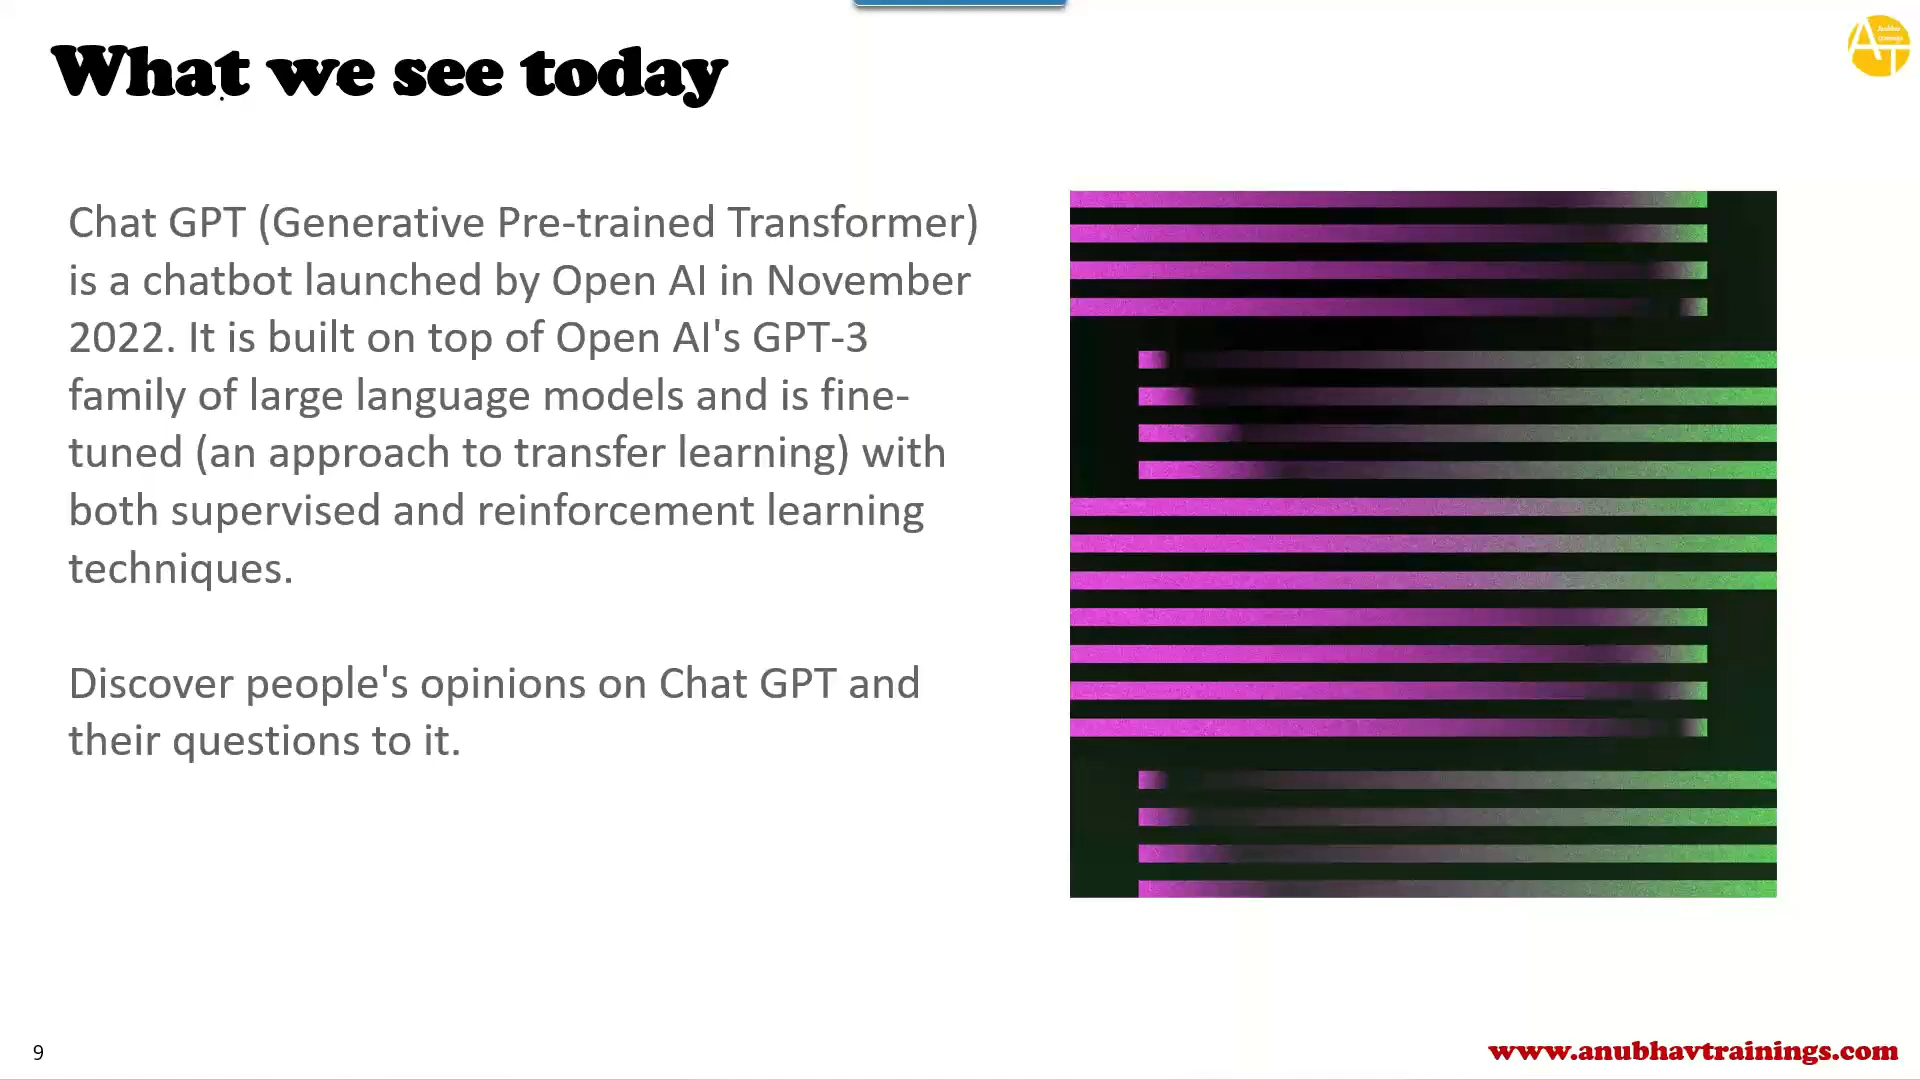 What we see today
Chat GPT (Generative Pre-trained Transformer)
is a chatbot launched by Open AI in November
2022. It is built on top of Open AI's GPT-3
family of large language models and is fine-
tuned (an approach to transfer learning) with
both supervised and reinforcement learning
techniques.
Discover people's opinions on Chat GPT and
their questions to it.
9
www.anubhavtrainings.com
AT